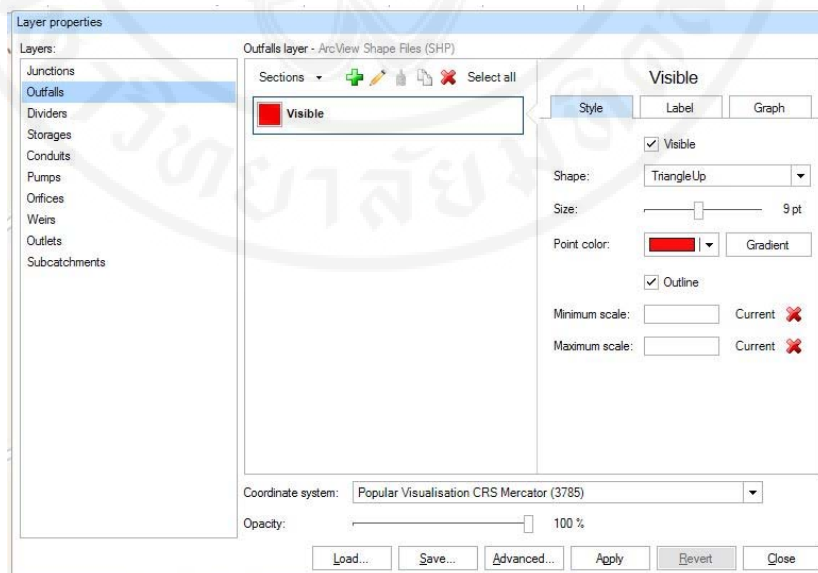 Layer properties
Layers:
Junctions
Outfalls
Dividers
Storages
Conduits
Pumps
Orifices
Weirs
Outlets
Subcatchments
Outfalls layer - ArcView Shape Files (SHP)
Sections
Select all
Visible
Visible
Style
Label
Graph
Visible
Shape:
TriangleUp
Size:
9 pt
Point color:
Gradient
Outline
Minimum scale:
Current
Maximum scale:
Current
Coordinate system:
Popular Visualisation CRS Mercator (3785)
Opacity:
100 %
Load...
Save...
Advanced...
Apply
Revert
Close